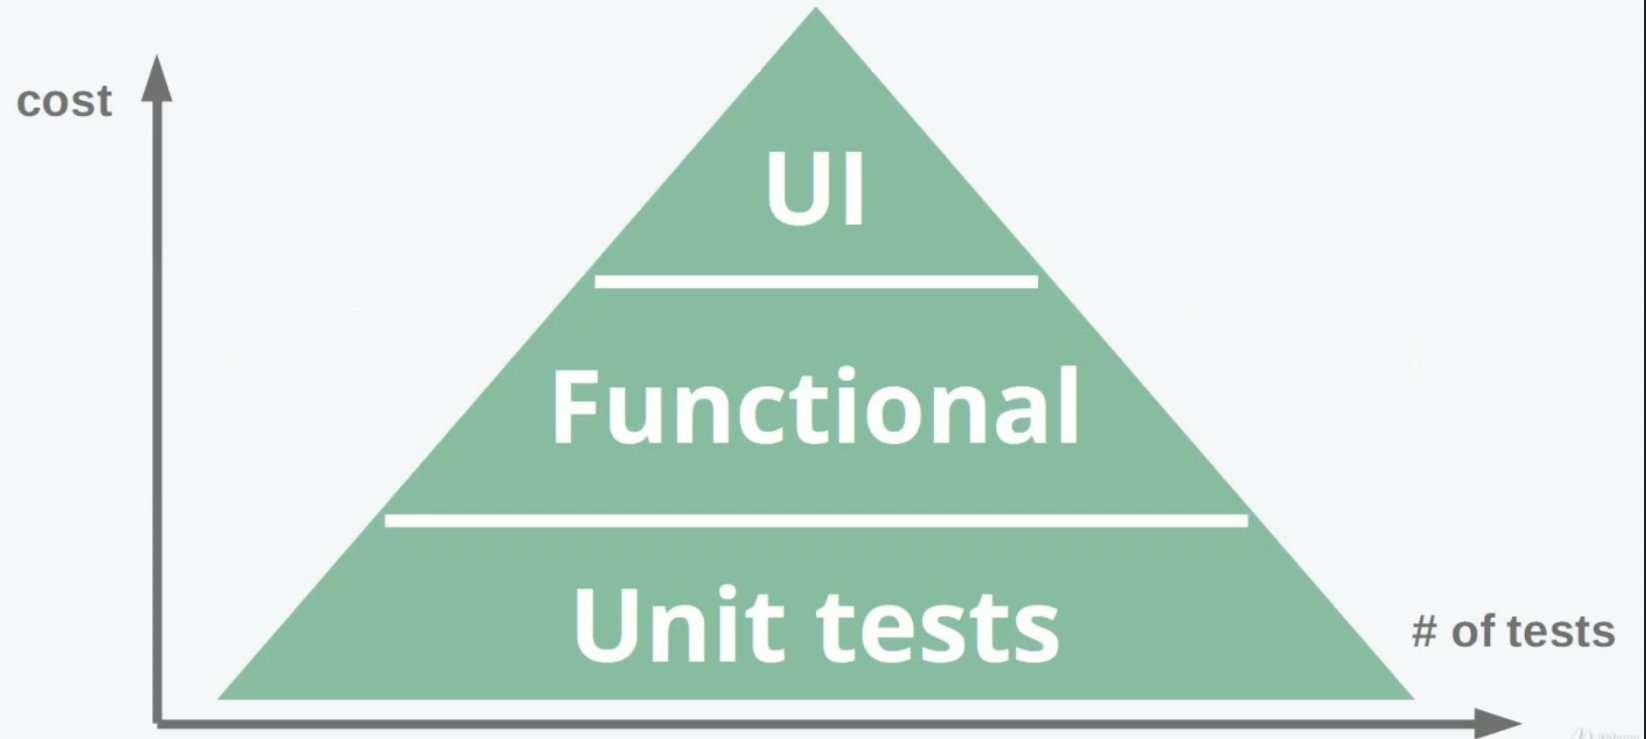 cost
UI
Functional
Unit tests
# of tests